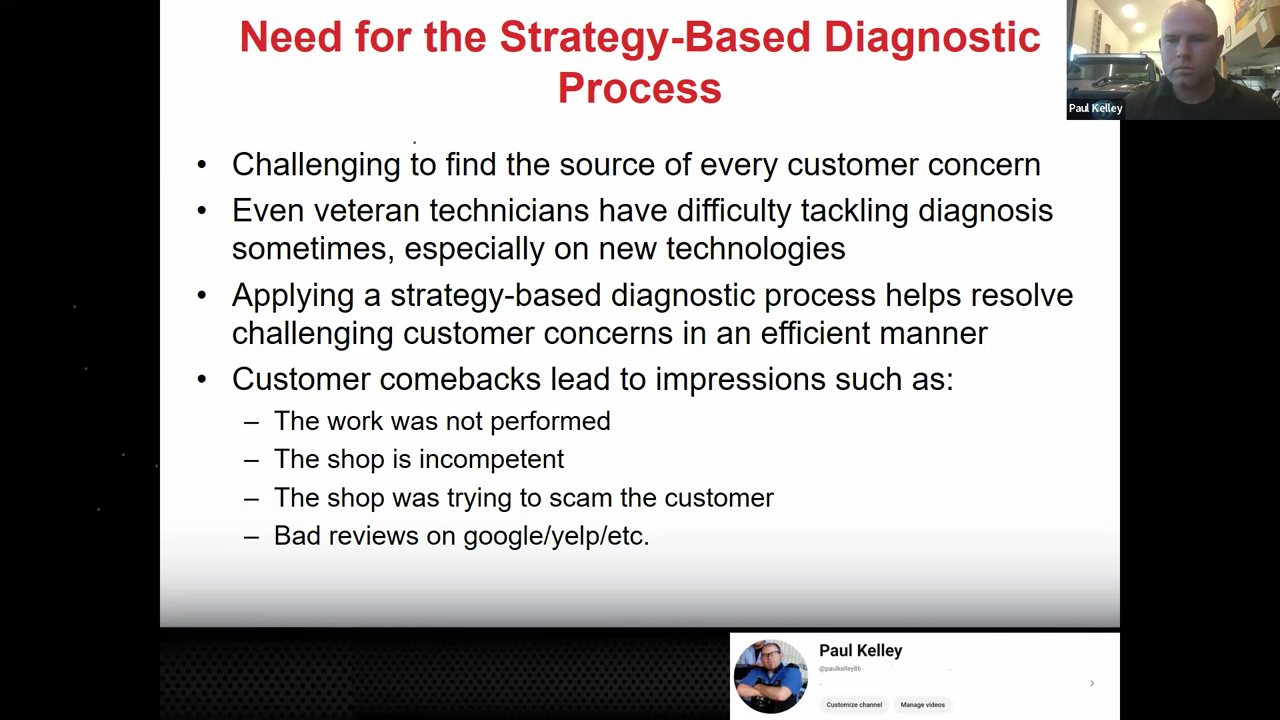 Need for the Strategy-Based Diagnostic
Process
Paul Kelley
• Challenging to find the source of every customer concern
• Even veteran technicians have difficulty tackling diagnosis
sometimes, especially on new technologies
• Applying a strategy-based diagnostic process helps resolve
challenging customer concerns in an efficient manner
• Customer comebacks lead to impressions such as:
– The work was not performed
– The shop is incompetent
– The shop was trying to scam the customer
– Bad reviews on google/yelp/etc.
Paul Kelley
@paulkelley86
Customize channel
Manage videos